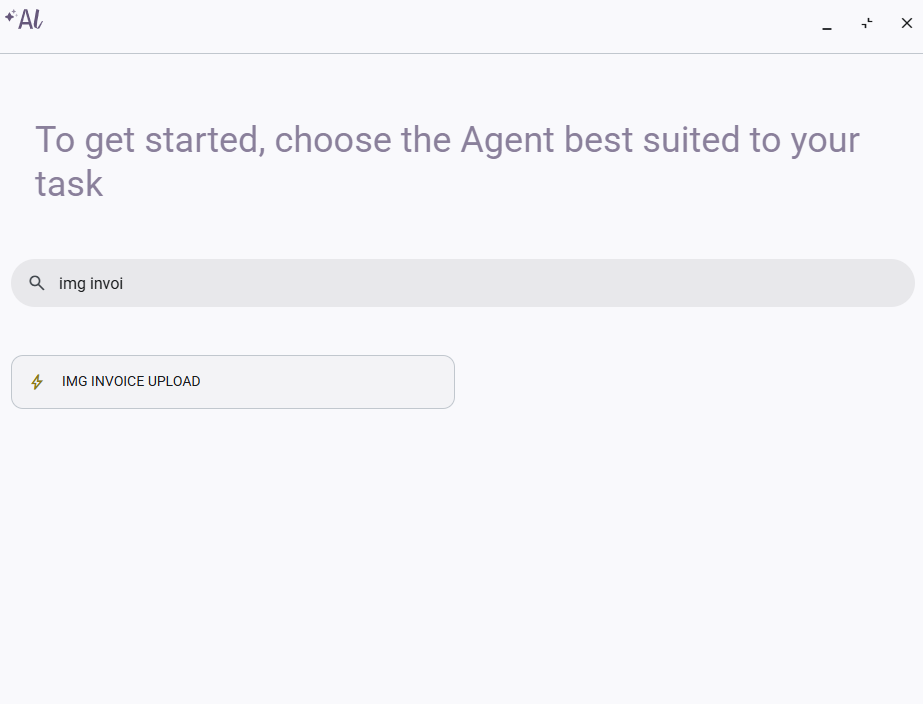 AI
To get started, choose the Agent best suited to your
task
img invoi
IMG INVOICE UPLOAD